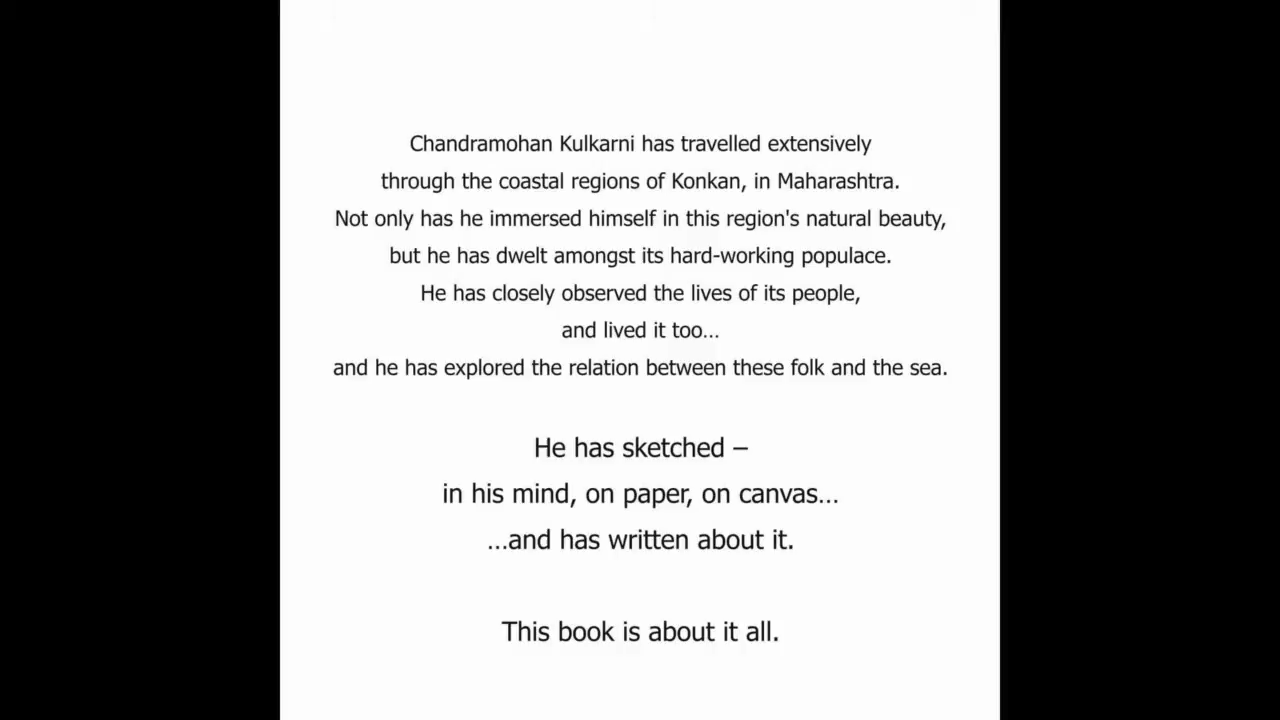 Chandramohan Kulkarni has travelled extensively
through the coastal regions of Konkan, in Maharashtra.
Not only has he immersed himself in this region's natural beauty,
but he has dwelt amongst its hard-working populace.
He has closely observed the lives of its people,
and lived it too...
and he has explored the relation between these folk and the sea.
He has sketched –
in his mind, on paper, on canvas...
...and has written about it.
This book is about it all.